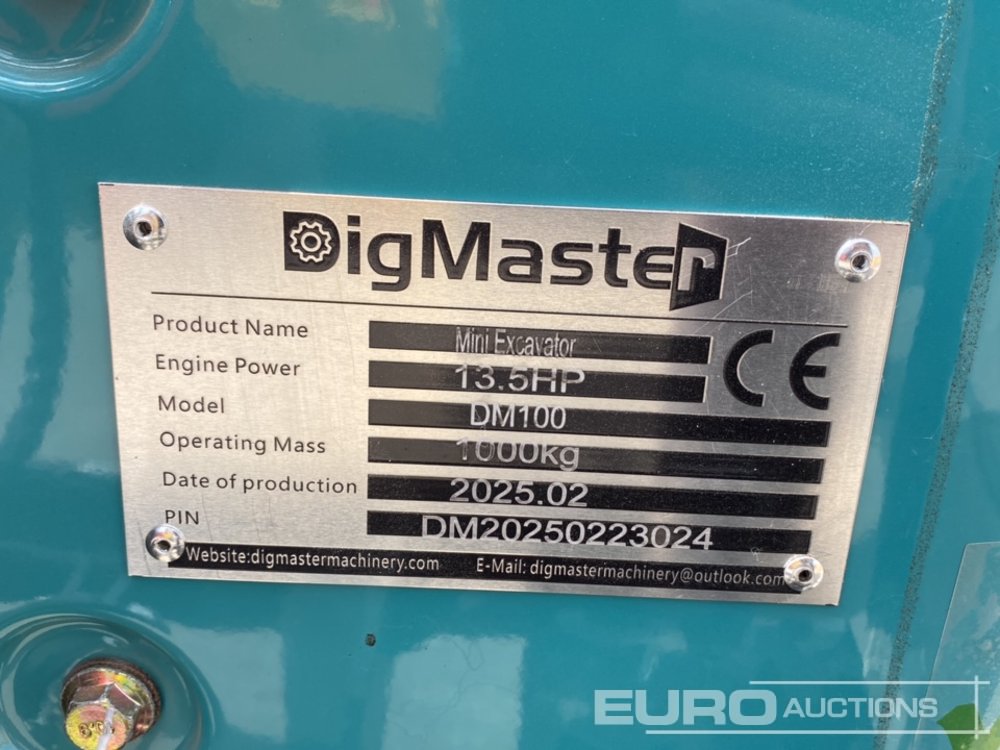 DigMaster
Product Name Mini Excavator
Engine Power 13.5HP
Model DM100
Operating Mass 1000kg
Date of production 2025.02
PIN DM20250223024
CE
Website:digmastermachinery.com E-Mail: digmastermachinery@outlook.com
EURO AUCTIONS